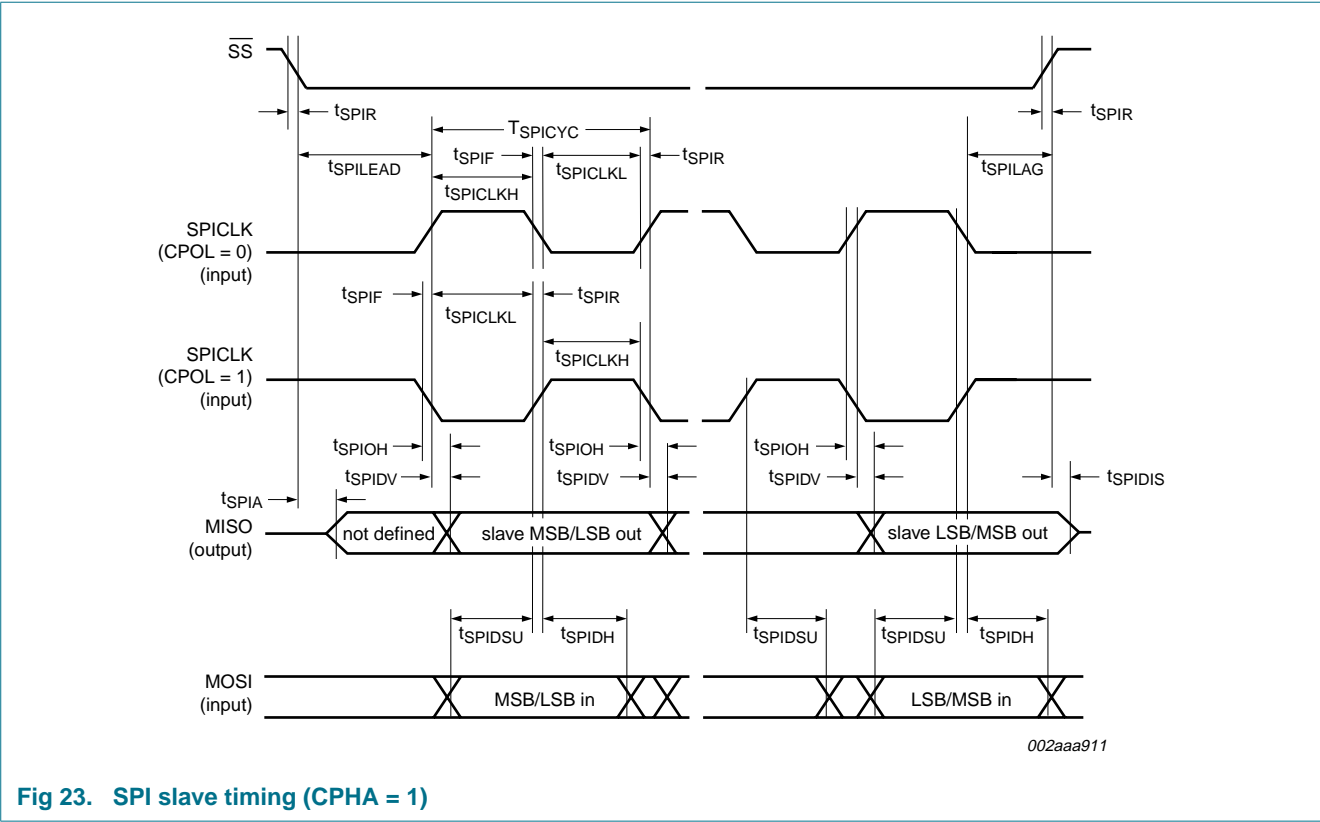 SS
tSPIR
tSPIR
TSPICYC
tSPILEAD
tSPIF
tSPICLKL
tSPIR
tSPILAG
tSPICLKH
SPICLK
(CPOL = 0)
(input)
tSPIF
tSPICLKL
tSPIR
tSPICLKH
SPICLK
(CPOL = 1)
(input)
tSPIOH
tSPIOH
tSPIOH
tSPIDV
tSPIDV
tSPIDV
tSPIDIS
tSPIA
MISO
(output)
not defined
slave MSB/LSB out
slave LSB/MSB out
tSPIDSU
tSPIDH
tSPIDSU
tSPIDSU
tSPIDH
MOSI
(input)
MSB/LSB in
LSB/MSB in
002aaa911
Fig 23. SPI slave timing (CPHA = 1)